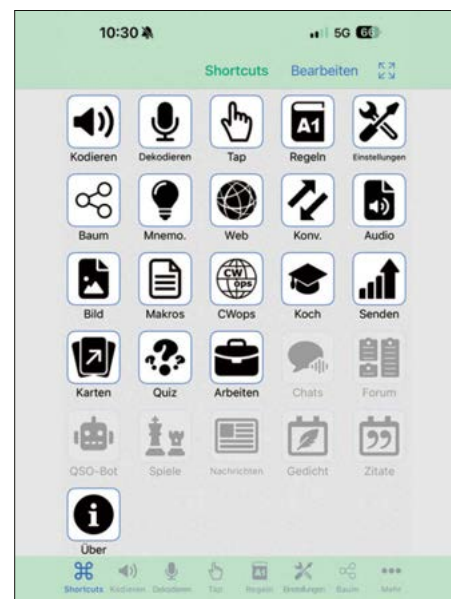 10:30 5G 66
Shortcuts Bearbeiten
A1
Kodieren Dekodieren Tap Regeln Einstellungen
Baum Mnemo. Web Konv. Audio
CW
ops
Bild Makros CWops Koch Senden
Karten Quiz Arbeiten Chats Forum
QSO-Bot Spiele Nachrichten Gedicht Zitate
Über
A1
Shortcuts Kodieren Dekodieren Tap Regeln Einstellungen Baum Mehr